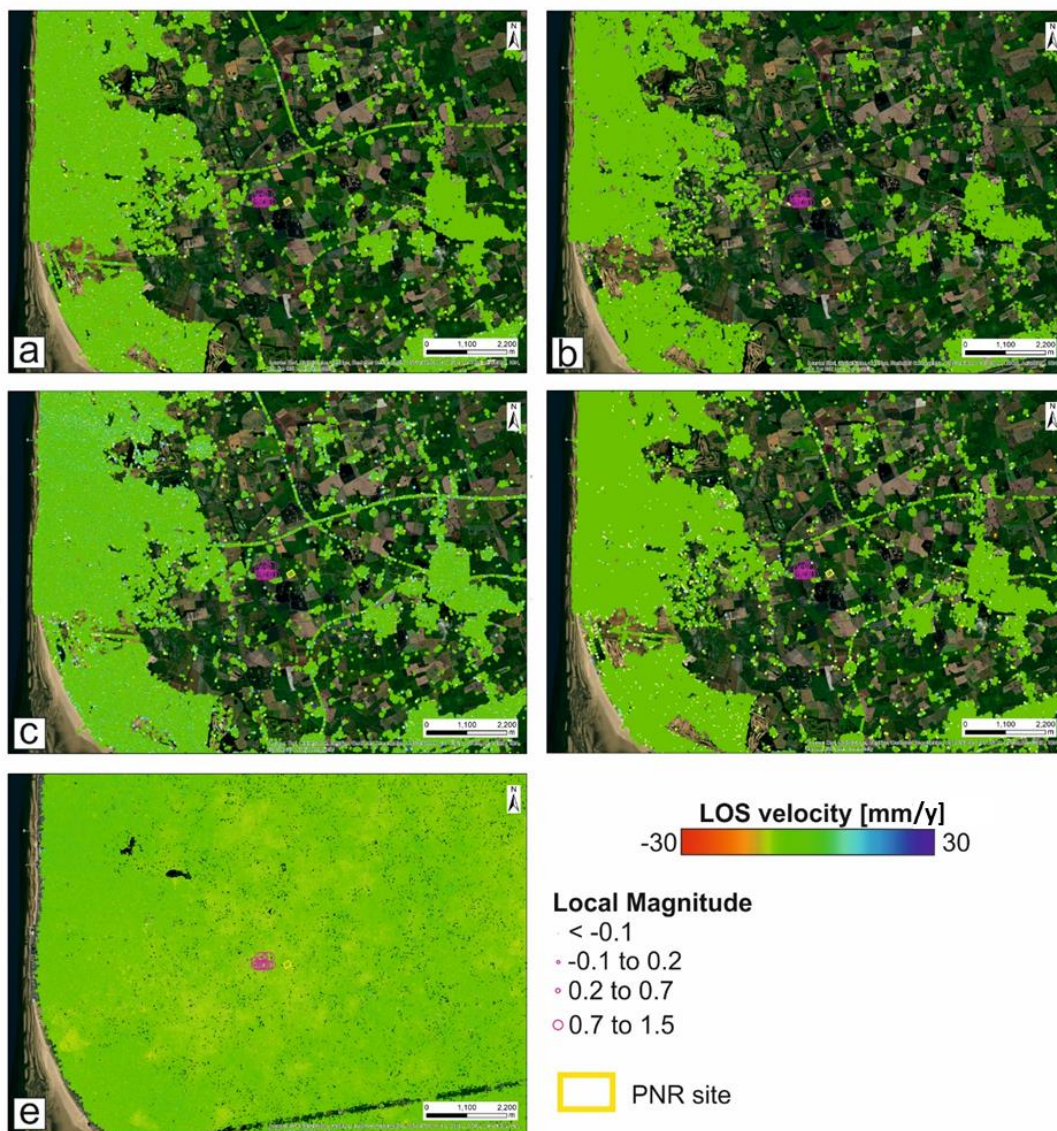 N
N
a
0 1,100 2,200
m
b
0 1,100 2,200
m
N
N
c
0 1,100 2,200
m
0 1,100 2,200
m
N
e
0 1,100 2,200
m
LOS velocity [mm/y]
-30 30
Local Magnitude
< -0.1
-0.1 to 0.2
0.2 to 0.7
0.7 to 1.5
PNR site